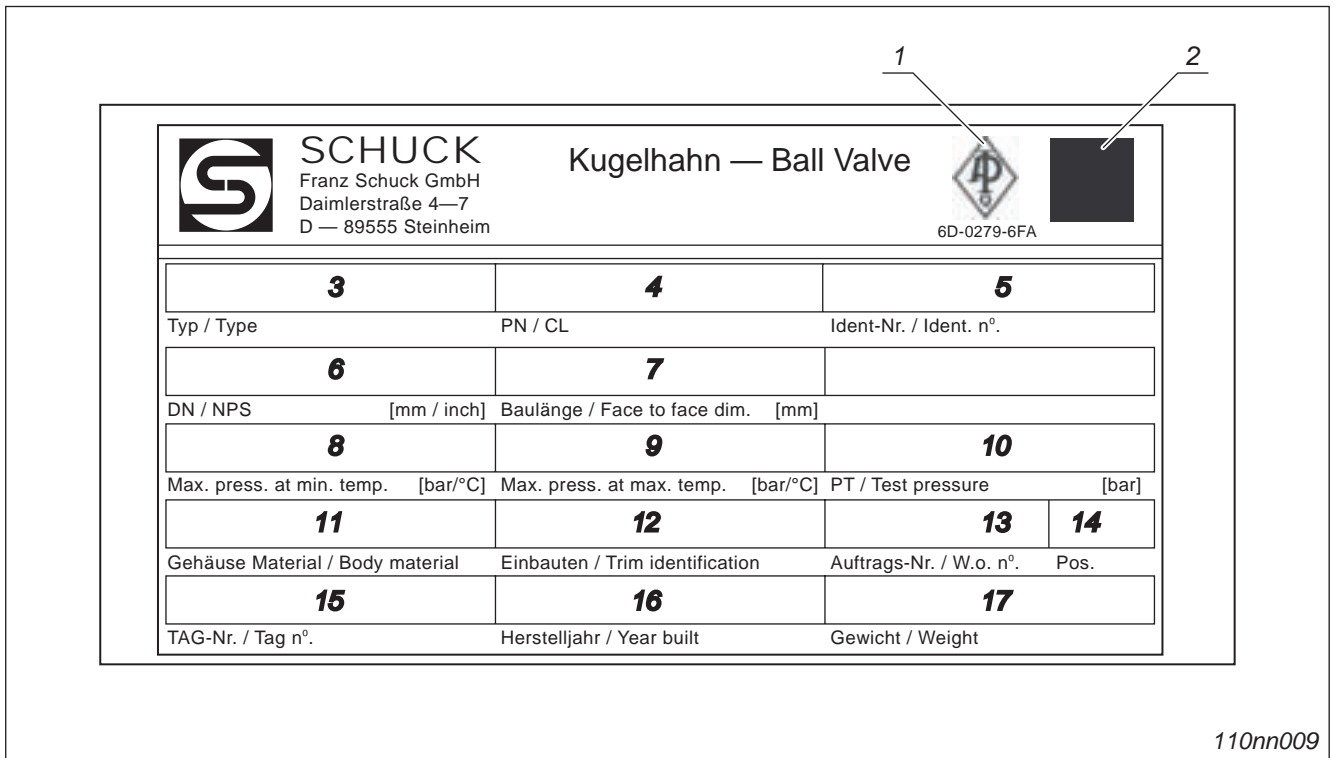 1 2
SCHUCK
Franz Schuck GmbH
Daimlerstraße 4—7
D — 89555 Steinheim
Kugelhahn — Ball Valve
API
6D-0279-6FA
3 4 5
Typ / Type PN / CL Ident-Nr. / Ident. nº.
6 7
DN / NPS [mm / inch] Baulänge / Face to face dim. [mm]
8 9 10
Max. press. at min. temp. [bar/°C] Max. press. at max. temp. [bar/°C] PT / Test pressure [bar]
11 12 13 14
Gehäuse Material / Body material Einbauten / Trim identification Auftrags-Nr. / W.o. nº. Pos.
15 16 17
TAG-Nr. / Tag nº. Herstelljahr / Year built Gewicht / Weight
110nn009